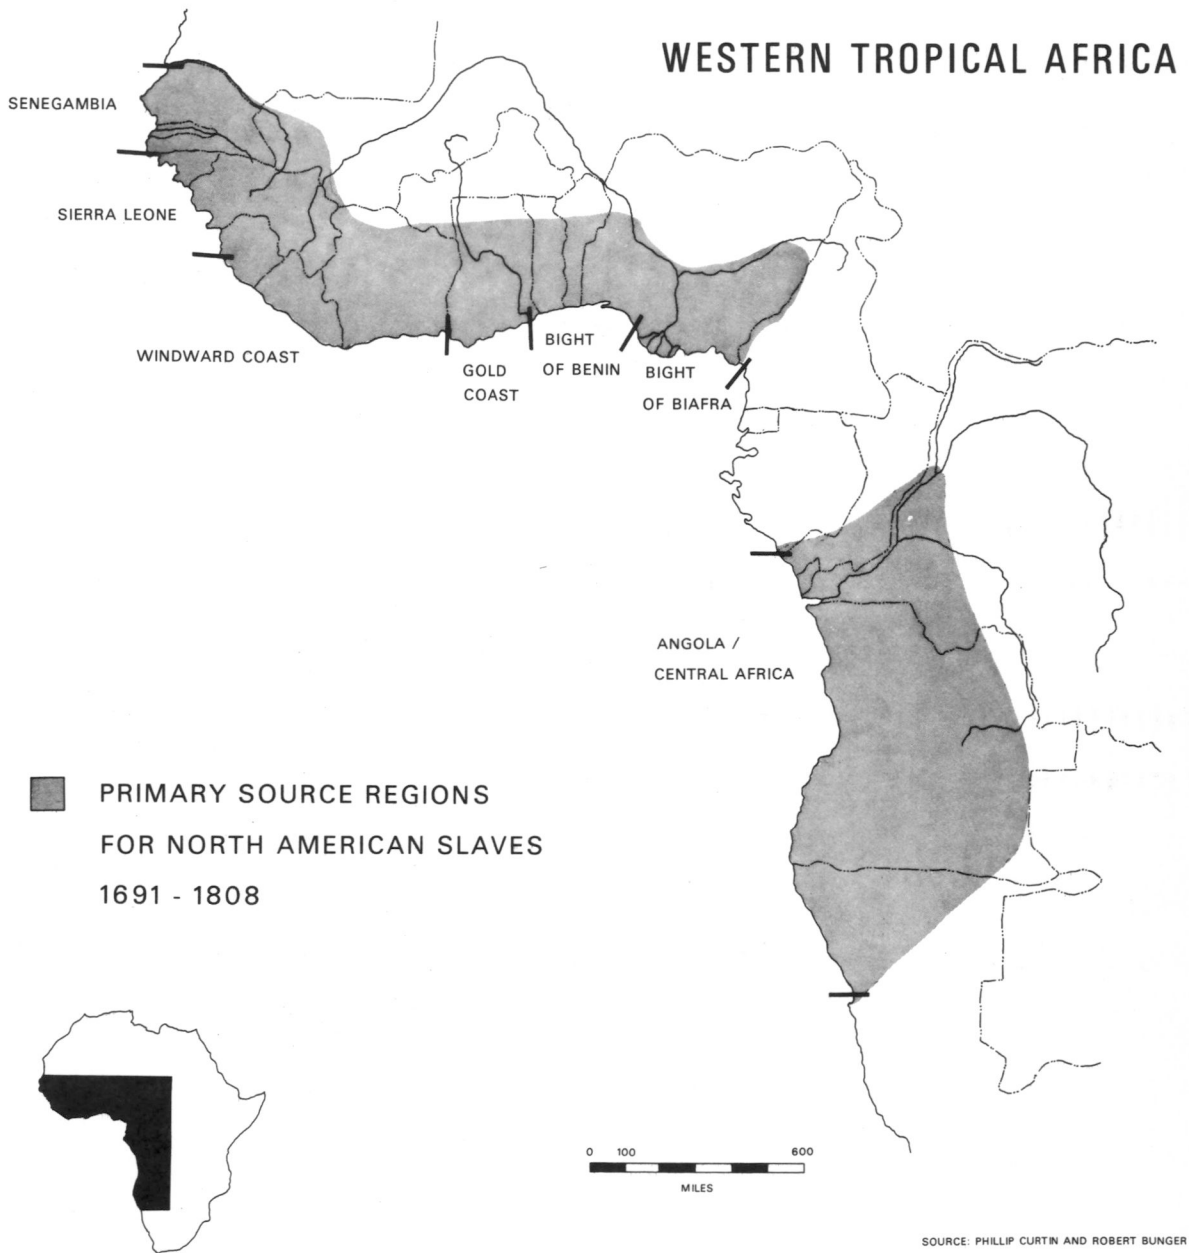 WESTERN TROPICAL AFRICA
SENEGAMBIA
SIERRA LEONE
WINDWARD COAST
GOLD
COAST
BIGHT
OF BENIN
BIGHT
OF BIAFRA
ANGOLA /
CENTRAL AFRICA
PRIMARY SOURCE REGIONS
FOR NORTH AMERICAN SLAVES
1691 - 1808
0 100 600
MILES
SOURCE: PHILLIP CURTIN AND ROBERT BUNGER